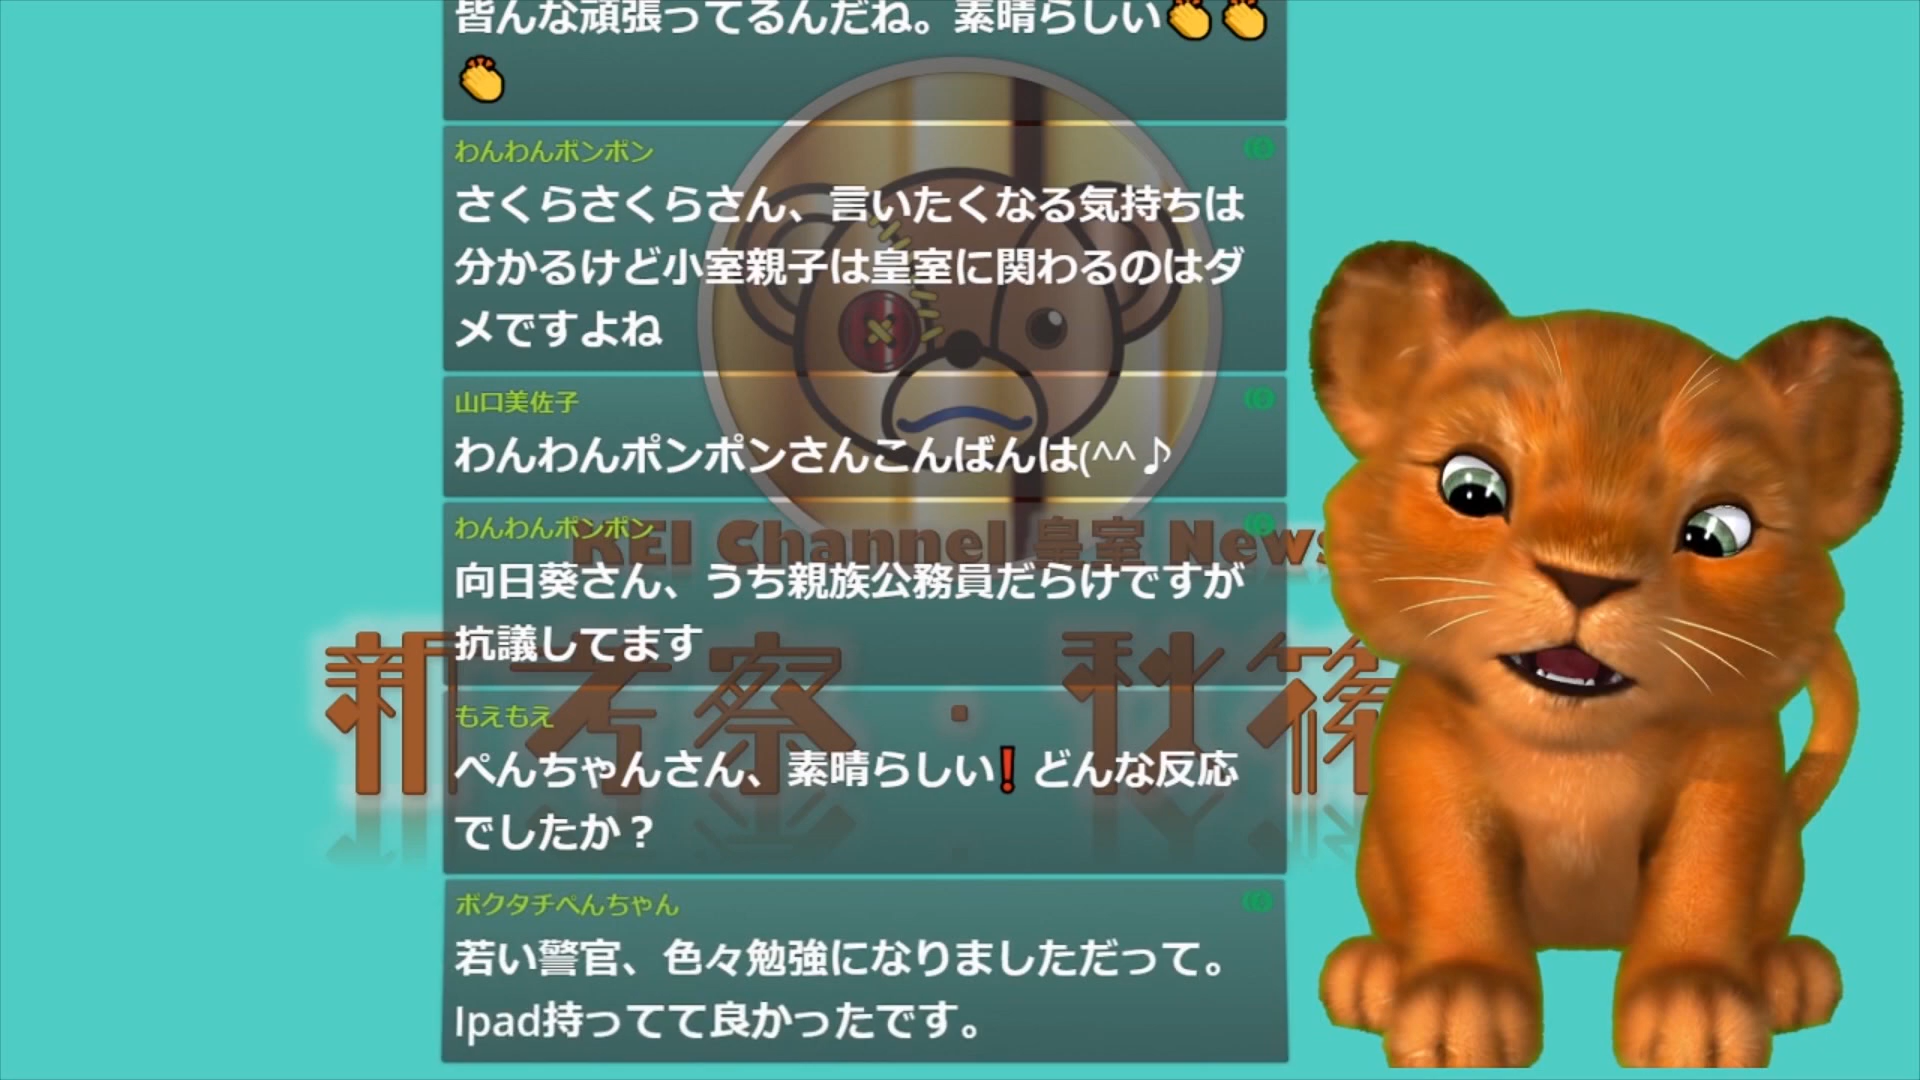 皆んな頑張ってるんだね。素晴らしい👏👏
👏
わんわんポンポン
さくらさくらさん、言いたくなる気持ちは
分かるけど小室親子は皇室に関わるのはダ
メですよね
山口美佐子
わんわんポンポンさんこんばんは(^^♪
わんわんポンポン
KEI Channel 皇室 News
向日葵さん、うち親族公務員だらけですが
抗議してます
新考察・秋篠
もえもえ
ぺんちゃんさん、素晴らしい❗どんな反応
でしたか？
ボクタチぺんちゃん
若い警官、色々勉強になりましただって。
Ipad持ってて良かったです。